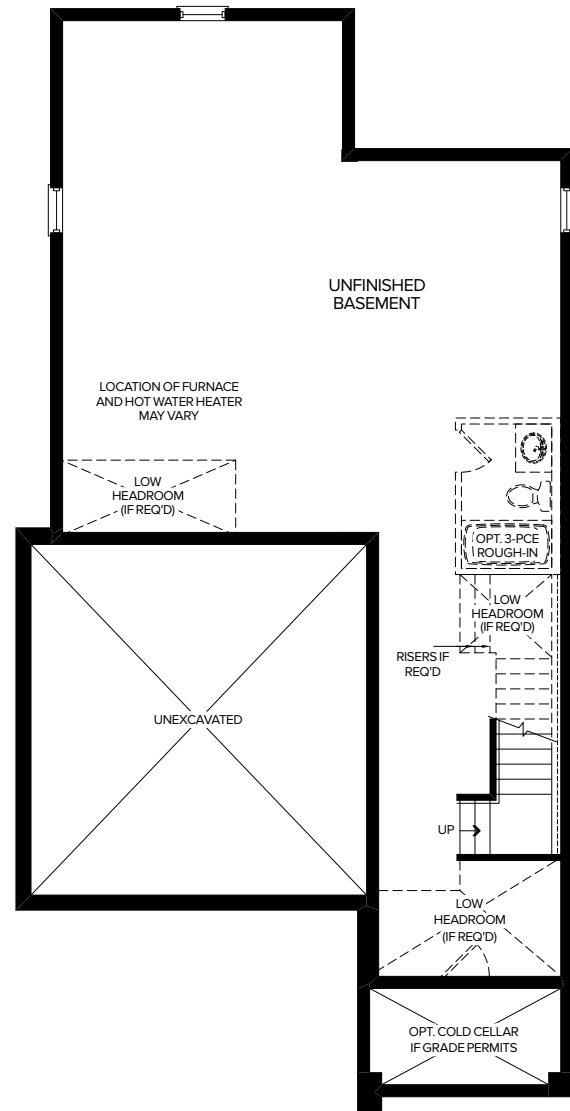 UNFINISHED
BASEMENT
LOCATION OF FURNACE
AND HOT WATER HEATER
MAY VARY
LOW
HEADROOM
(IF REQ'D)
OPT. 3-PCE
ROUGH-IN
LOW
HEADROOM
(IF REQ'D)
RISERS IF
REQ'D
UNEXCAVATED
UP
LOW
HEADROOM
(IF REQ'D)
OPT. COLD CELLAR
IF GRADE PERMITS